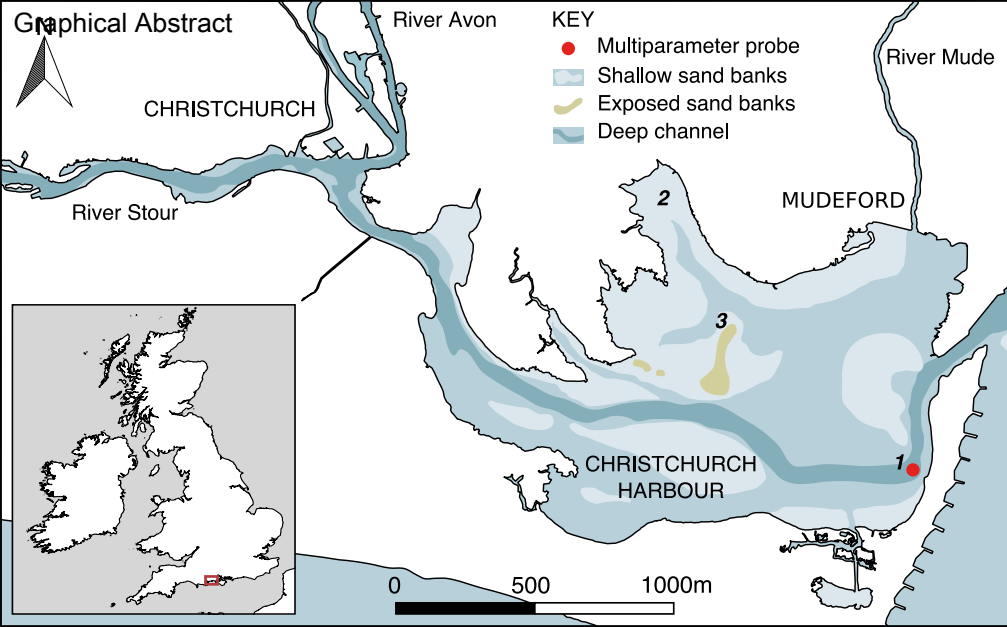 Graphical Abstract
N
River Avon
KEY
Multiparameter probe
Shallow sand banks
Exposed sand banks
Deep channel
River Mude
CHRISTCHURCH
River Stour
2
MUDEFORD
3
1
CHRISTCHURCH
HARBOUR
0 500 1000m